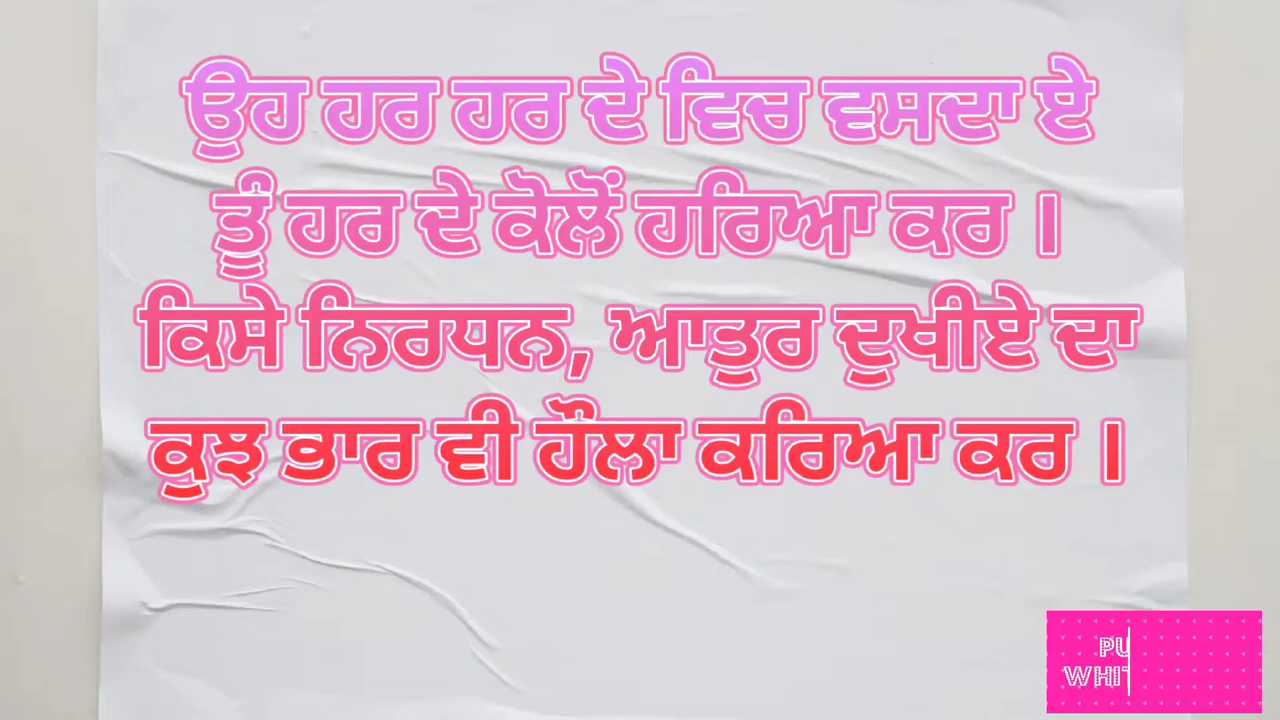 ਉਹ ਹਰ ਹਰ ਦੇ ਵਿਚ ਵਸਦਾ ਏ
ਤੂੰ ਹਰ ਦੇ ਕੋਲੋਂ ਹਰਿਆ ਕਰ ।
ਕਿਸੇ ਨਿਰਧਨ, ਆਤੁਰ ਦੁਖੀਏ ਦਾ
ਕੁਝ ਭਾਰ ਵੀ ਹੌਲਾ ਕਰਿਆ ਕਰ ।